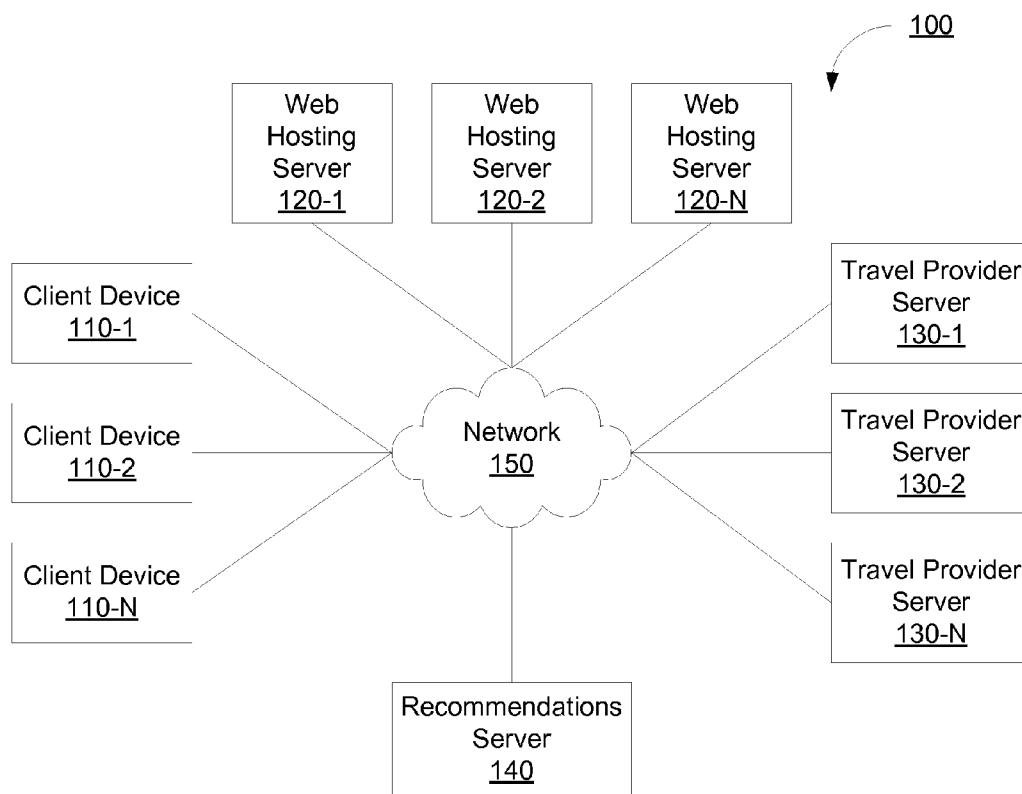 100
Web
Hosting
Server
120-1
Web
Hosting
Server
120-2
Web
Hosting
Server
120-N
Client Device
110-1
Client Device
110-2
Client Device
110-N
Network
150
Travel Provider
Server
130-1
Travel Provider
Server
130-2
Travel Provider
Server
130-N
Recommendations
Server
140